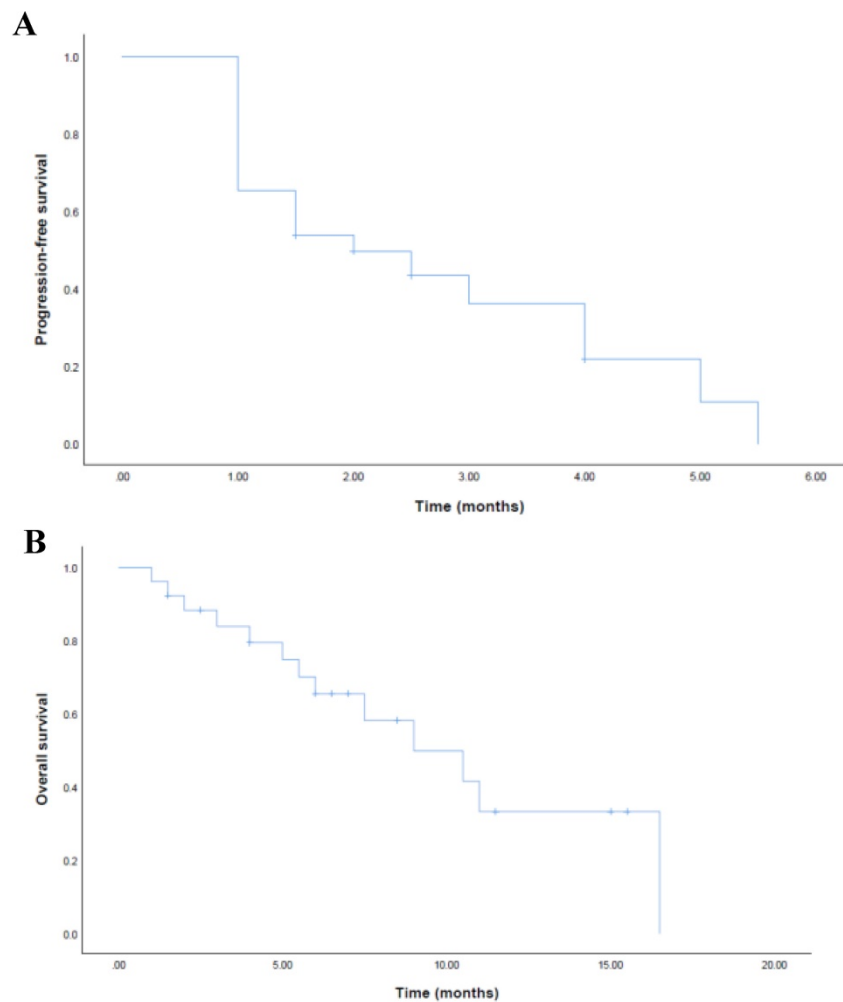 A
1.0
0.8
0.6
0.4
0.2
0.0
Progression-free survival
.00 1.00 2.00 3.00 4.00 5.00 6.00
Time (months)
B
1.0
0.8
0.6
0.4
0.2
0.0
Overall survival
.00 5.00 10.00 15.00 20.00
Time (months)